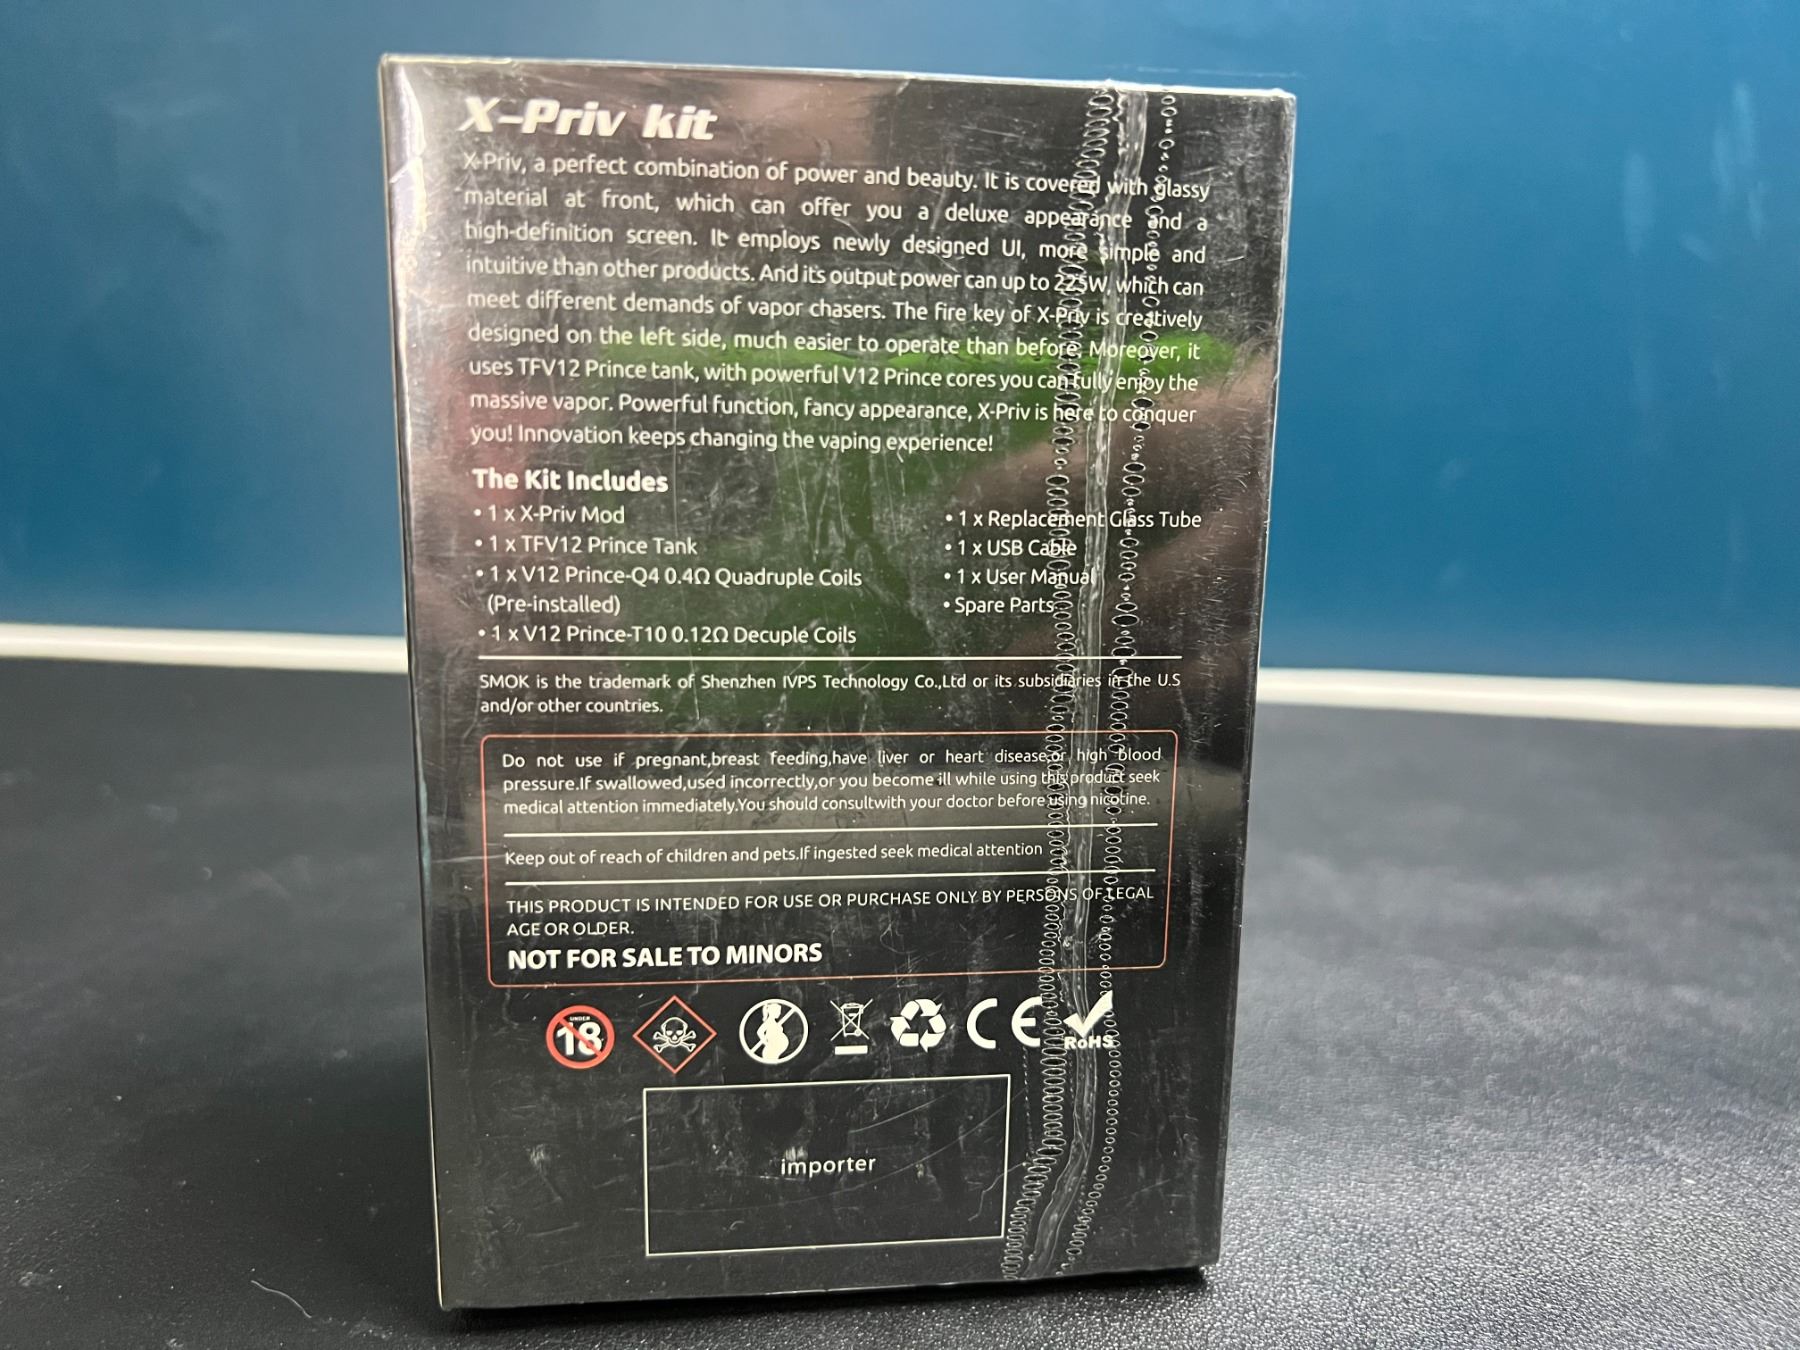 X-Priv kit
X-Priv, a perfect combination of power and beauty. It is covered with glassy
material at front, which can offer you a deluxe appearance and a
high-definition screen. It employs newly designed UI, more simple and
intuitive than other products. And its output power can up to 225W, which can
meet different demands of vapor chasers. The fire key of X-Priv is creatively
designed on the left side, much easier to operate than before. Moreover, it
uses TFV12 Prince tank, with powerful V12 Prince cores you can fully enjoy the
massive vapor. Powerful function, fancy appearance, X-Priv is here to conquer
you! Innovation keeps changing the vaping experience!
The Kit Includes
• 1 x X-Priv Mod
• 1 x TFV12 Prince Tank
• 1 x V12 Prince-Q4 0.4Ω Quadruple Coils
(Pre-installed)
• 1 x V12 Prince-T10 0.12Ω Decuple Coils
• 1 x Replacement Glass Tube
• 1 x USB Cable
• 1 x User Manual
• Spare Parts
SMOK is the trademark of Shenzhen IVPS Technology Co.,Ltd or its subsidiaries in the U.S
and/or other countries.
Do not use if pregnant,breast feeding,have liver or heart disease,or high blood
pressure.If swallowed,used incorrectly,or you become ill while using this product seek
medical attention immediately.You should consultwith your doctor before using nicotine.
Keep out of reach of children and pets.If ingested seek medical attention
THIS PRODUCT IS INTENDED FOR USE OR PURCHASE ONLY BY PERSONS OF LEGAL
AGE OR OLDER.
NOT FOR SALE TO MINORS
UNDER
18
CE
RoHS
importer